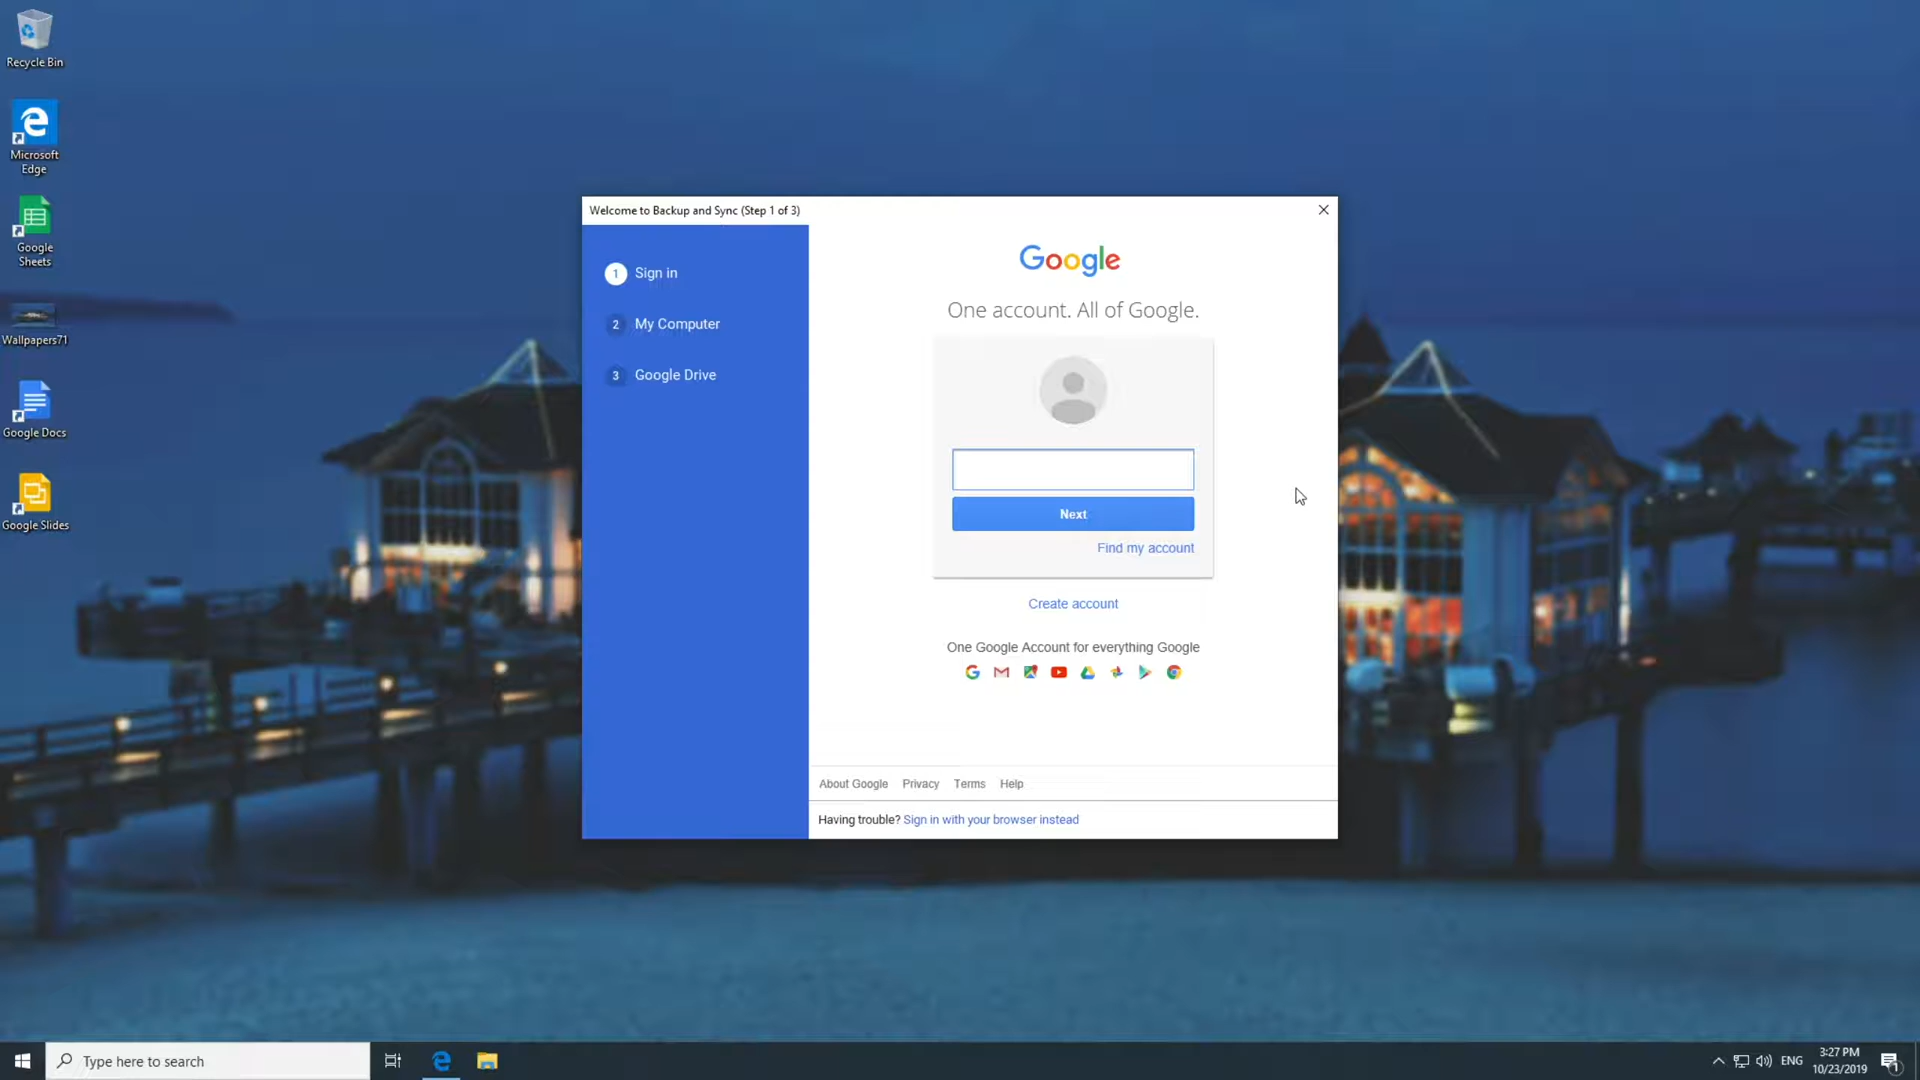 Recycle Bin
Microsoft
Edge
Google
Sheets
Wallpapers71
Google Docs
Google Slides
Welcome to Backup and Sync (Step 1 of 3)
1 Sign in
2 My Computer
3 Google Drive
Google
One account. All of Google.
Next
Find my account
Create account
One Google Account for everything Google
About Google Privacy Terms Help
Having trouble? Sign in with your browser instead
Type here to search
ENG
3:27 PM
10/23/2019
1